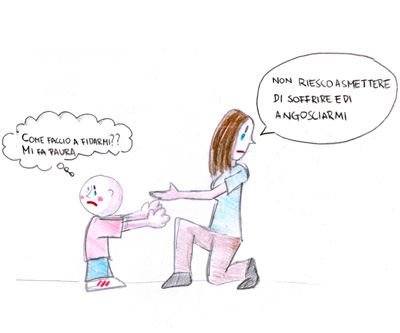 COME FACCIO A FIDARMI??
MI FA PAURA
NON RIESCO A SMETTERE
DI SOFFRIRE E DI
ANGOSCIARMI